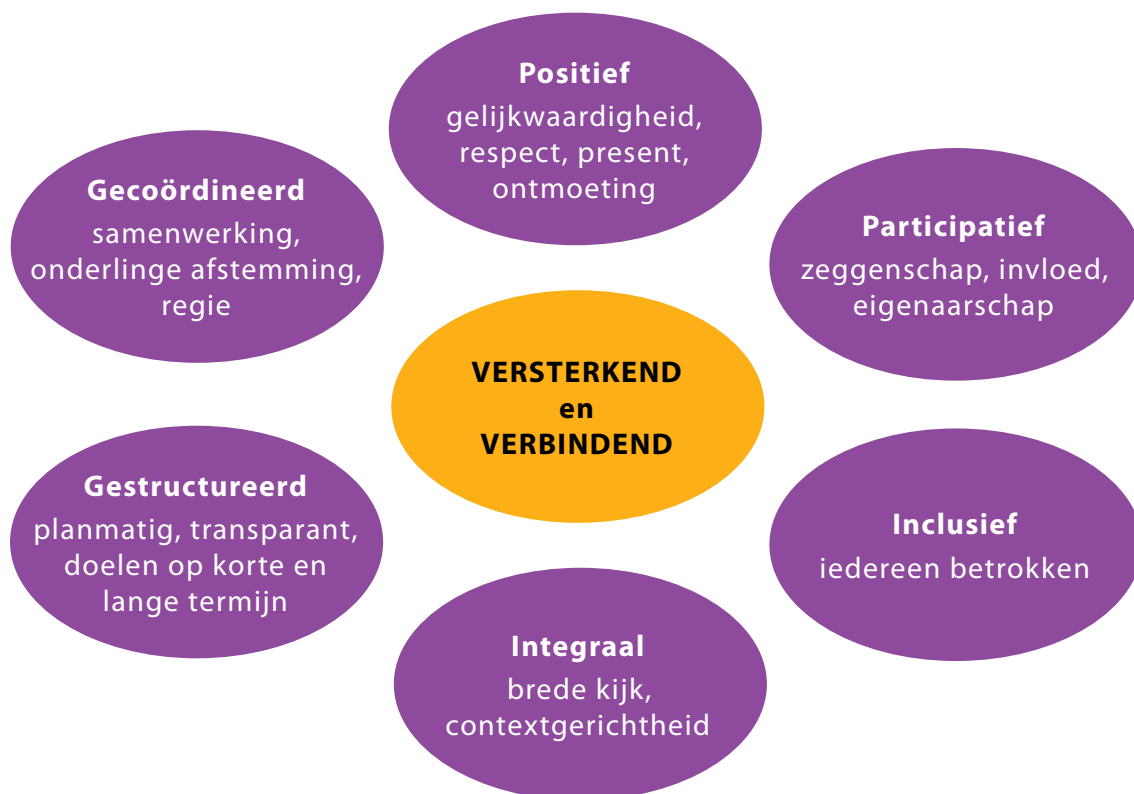 Positief
gelijkwaardigheid,
respect, present,
ontmoeting
Gecoördineerd
samenwerking,
onderlinge afstemming,
regie
Participatief
zeggenschap, invloed,
eigenaarschap
VERSTERKEND
en
VERBINDEND
Gestructureerd
planmatig, transparant,
doelen op korte en
lange termijn
Inclusief
iedereen betrokken
Integraal
brede kijk,
contextgerichtheid